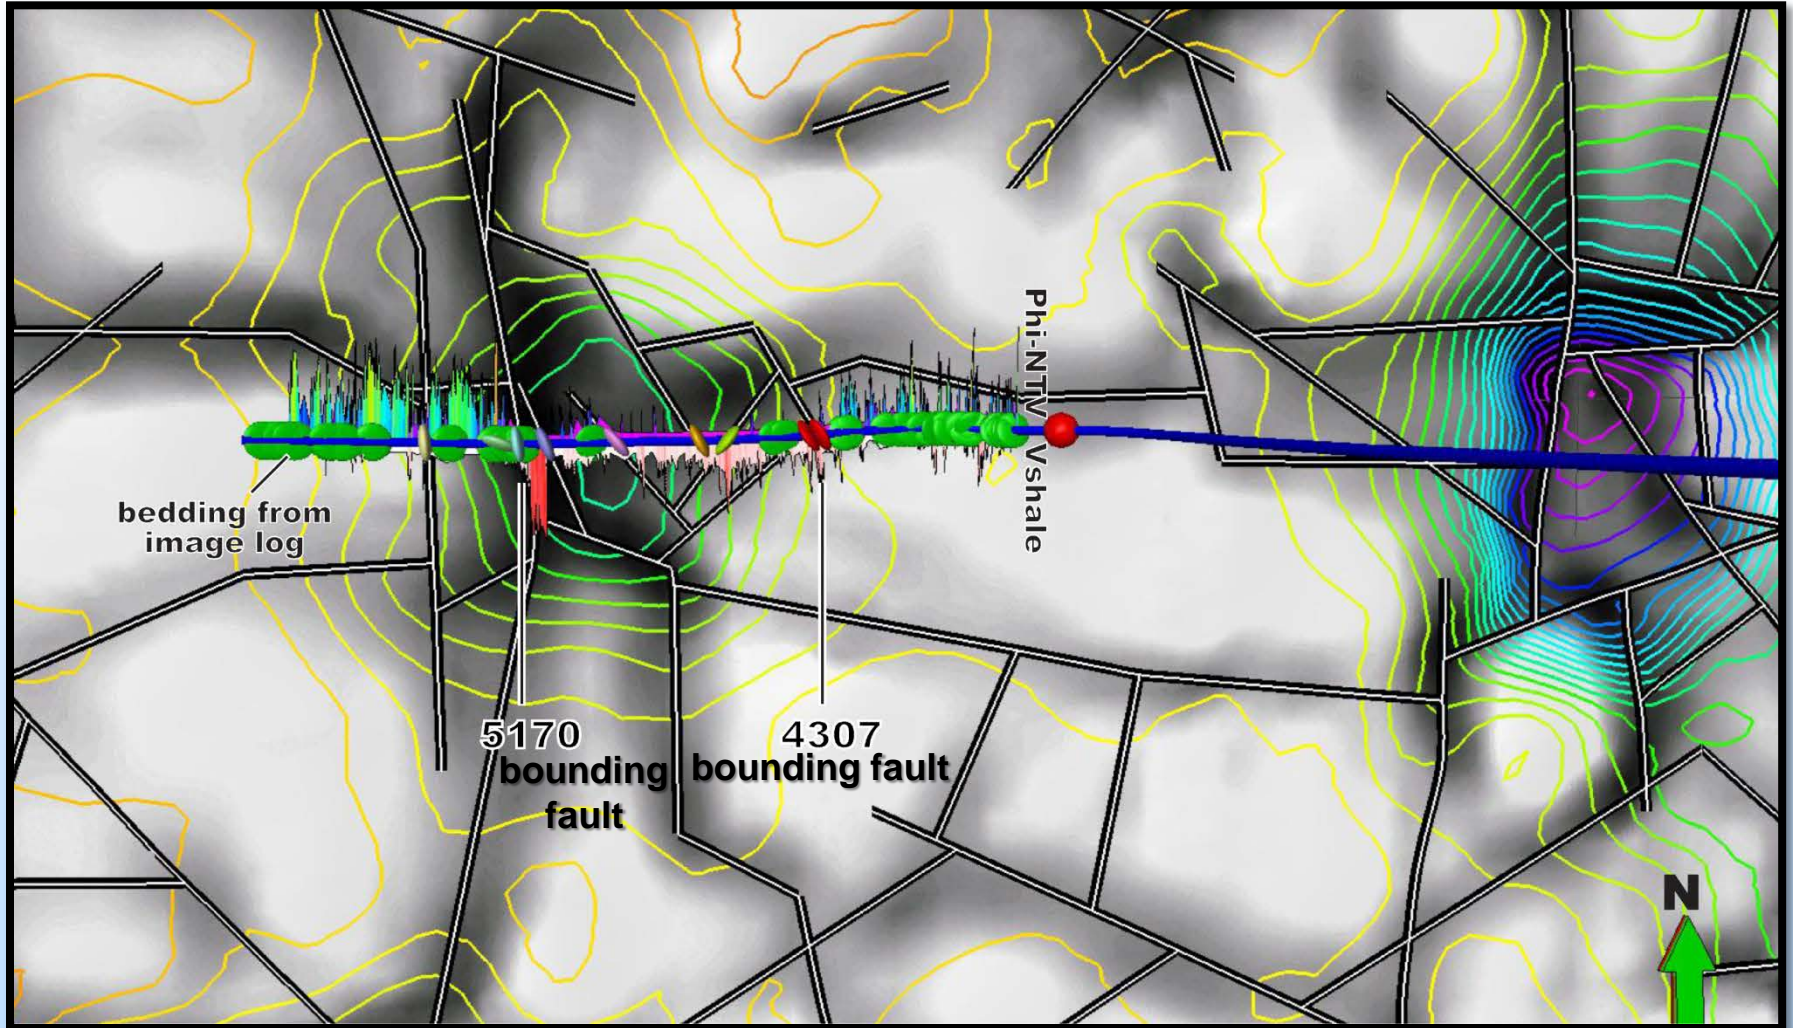 Phi-NTV Vshale
bedding from
image log
5170
bounding
fault
4307
bounding fault
N